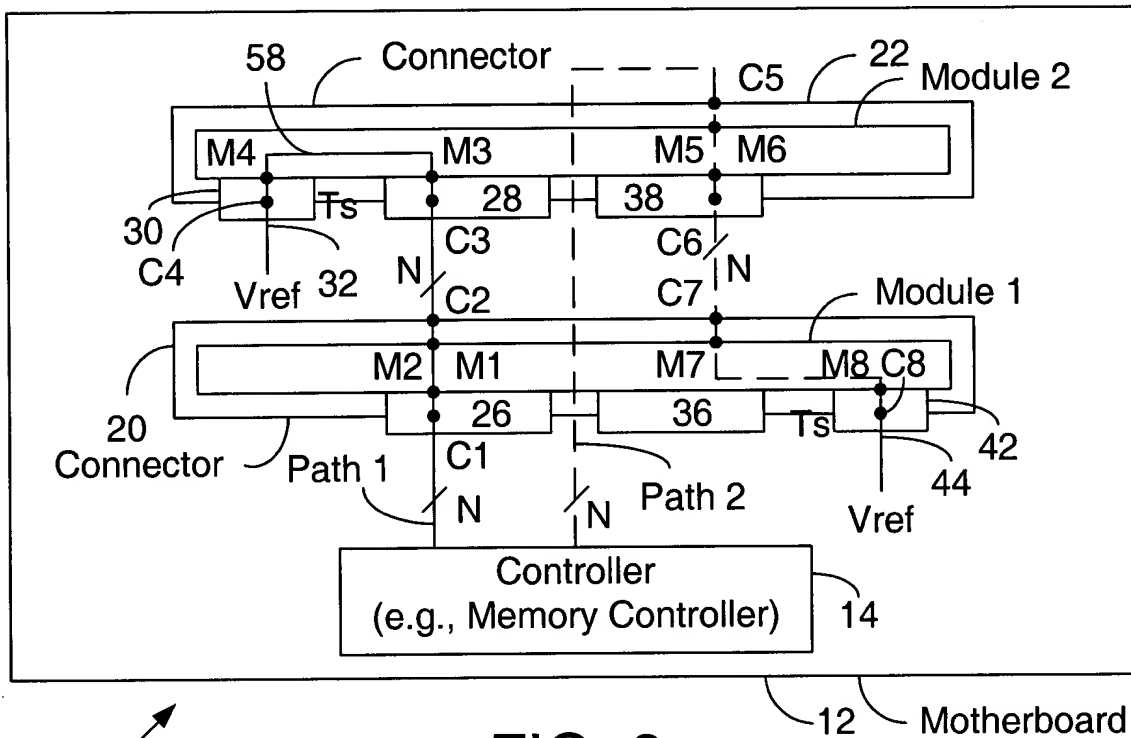 58
Connector
C5
22
Module 2
M4
M3
M5
M6
30
Ts
28
38
C4
C3
C6
32
N
N
Vref
C2
C7
Module 1
M2
M1
M7
M8
C8
20
26
36
Ts
42
Connector
C1
44
Path 1
Path 2
Vref
N
N
Controller
(e.g., Memory Controller)
14
12
Motherboard